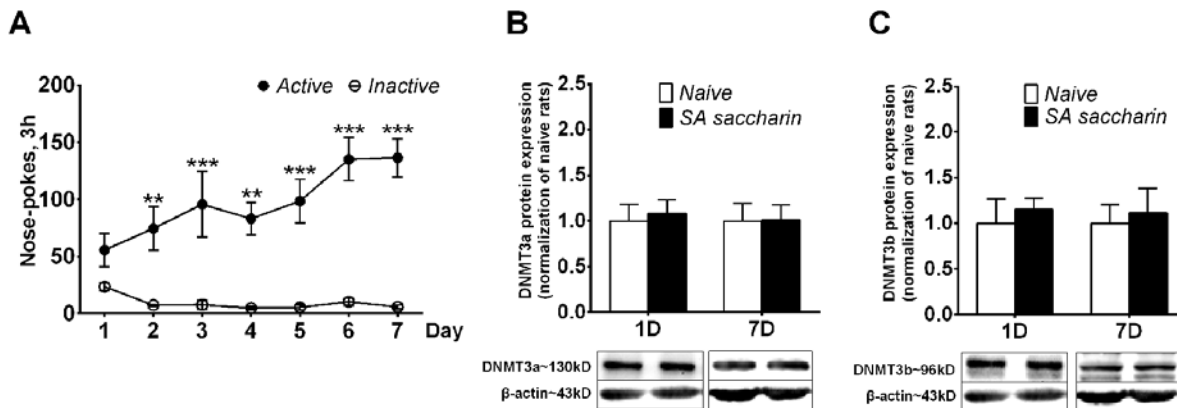 A
Active Inactive
Nose-pokes, 3h
200
150
100
50
0
** *** ** *** *** ***
1 2 3 4 5 6 7 Day
B
DNMT3a protein expression
(normalization of naive rats)
2.5
2.0
1.5
1.0
0.5
0.0
Naive
SA saccharin
1D 7D
DNMT3a~130kD
β-actin~43kD
C
DNMT3b protein expression
(normalization of naive rats)
2.5
2.0
1.5
1.0
0.5
0.0
Naive
SA saccharin
1D 7D
DNMT3b~96kD
β-actin~43kD